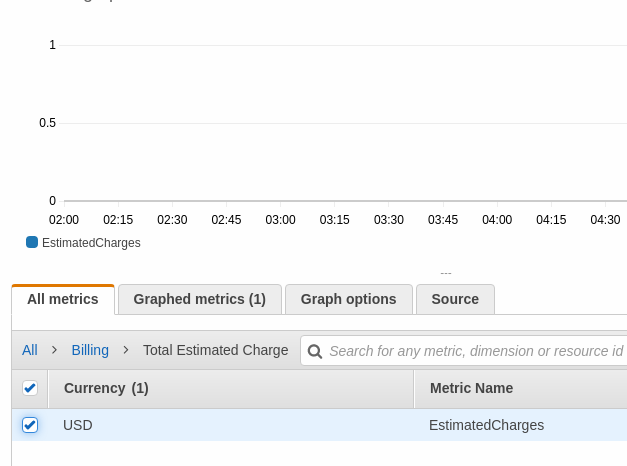 1
0.5
0
02:00 02:15 02:30 02:45 03:00 03:15 03:30 03:45 04:00 04:15 04:30
EstimatedCharges
---
All metrics Graphed metrics (1) Graph options Source
All > Billing > Total Estimated Charge Search for any metric, dimension or resource id
Currency (1) Metric Name
USD EstimatedCharges